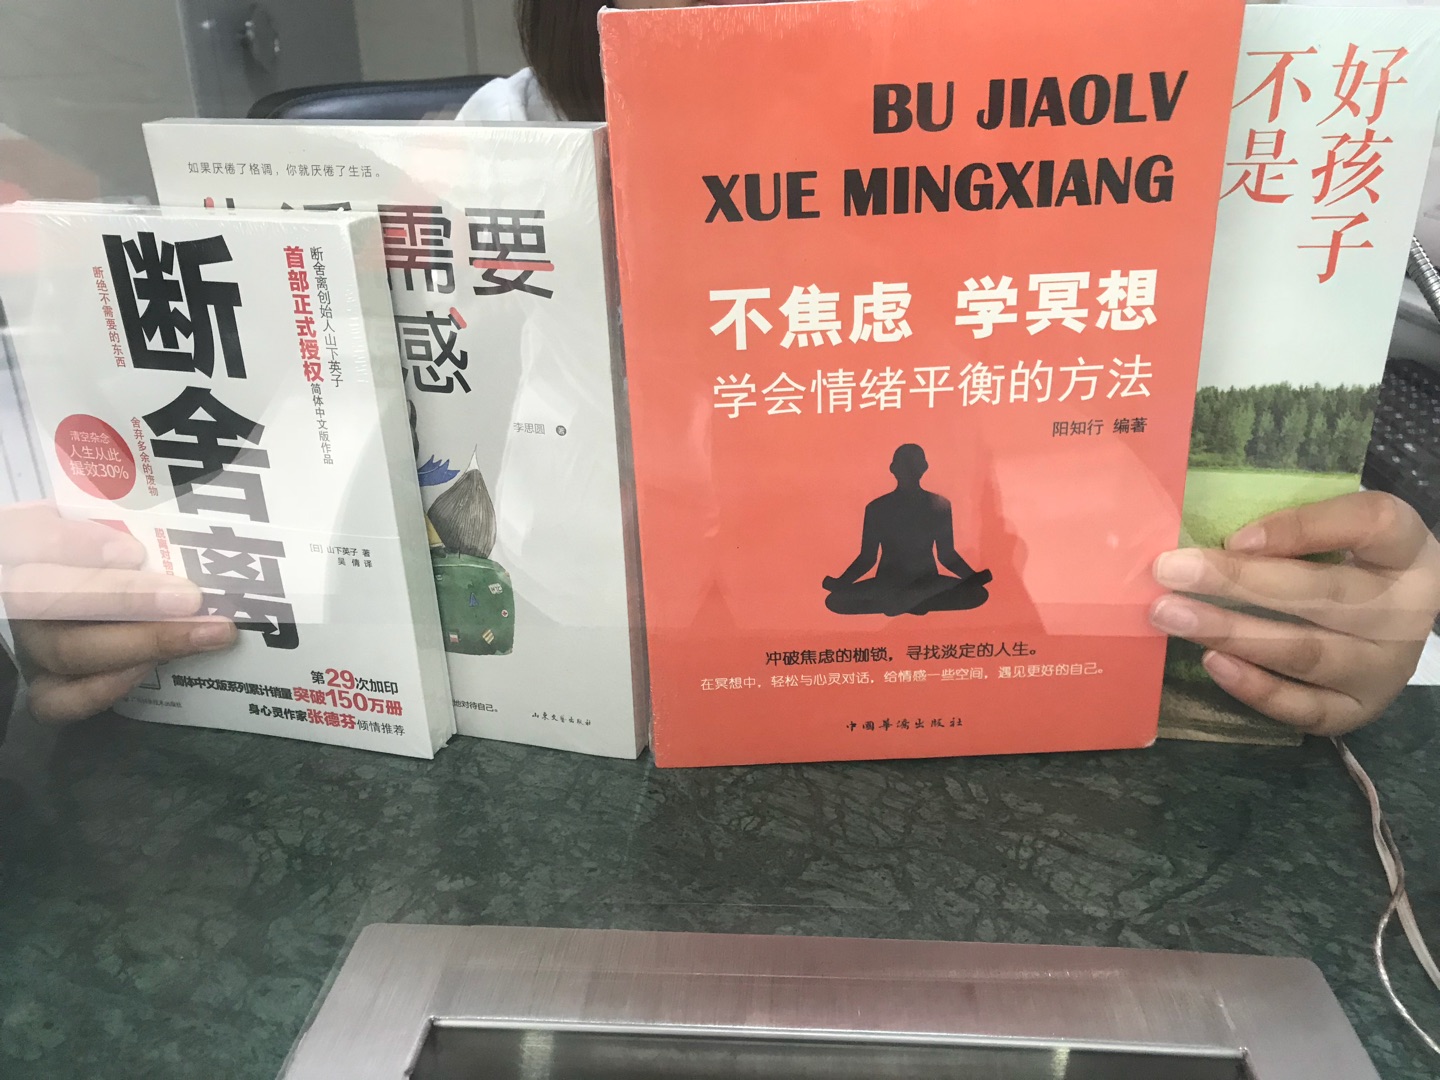 断舍离
断绝不需要的东西
舍弃多余的废物
断舍离创始人山下英子
首部正式授权简体中文版作品
清空杂念
人生从此
提效30%
[日] 山下英子 著
吴倩 译
第29次加印
简体中文版系列累计销量突破150万册
身心灵作家张德芬倾情推荐
如果厌倦了格调，你就厌倦了生活。
需要
感
李思圆 著
地对待自己。
山东文艺出版社
BU JIAOLV
XUE MINGXIANG
不焦虑 学冥想
学会情绪平衡的方法
阳知行 编著
冲破焦虑的枷锁，寻找淡定的人生。
在冥想中，轻松与心灵对话，给情感一些空间，遇见更好的自己。
中国华侨出版社
好孩子
不是